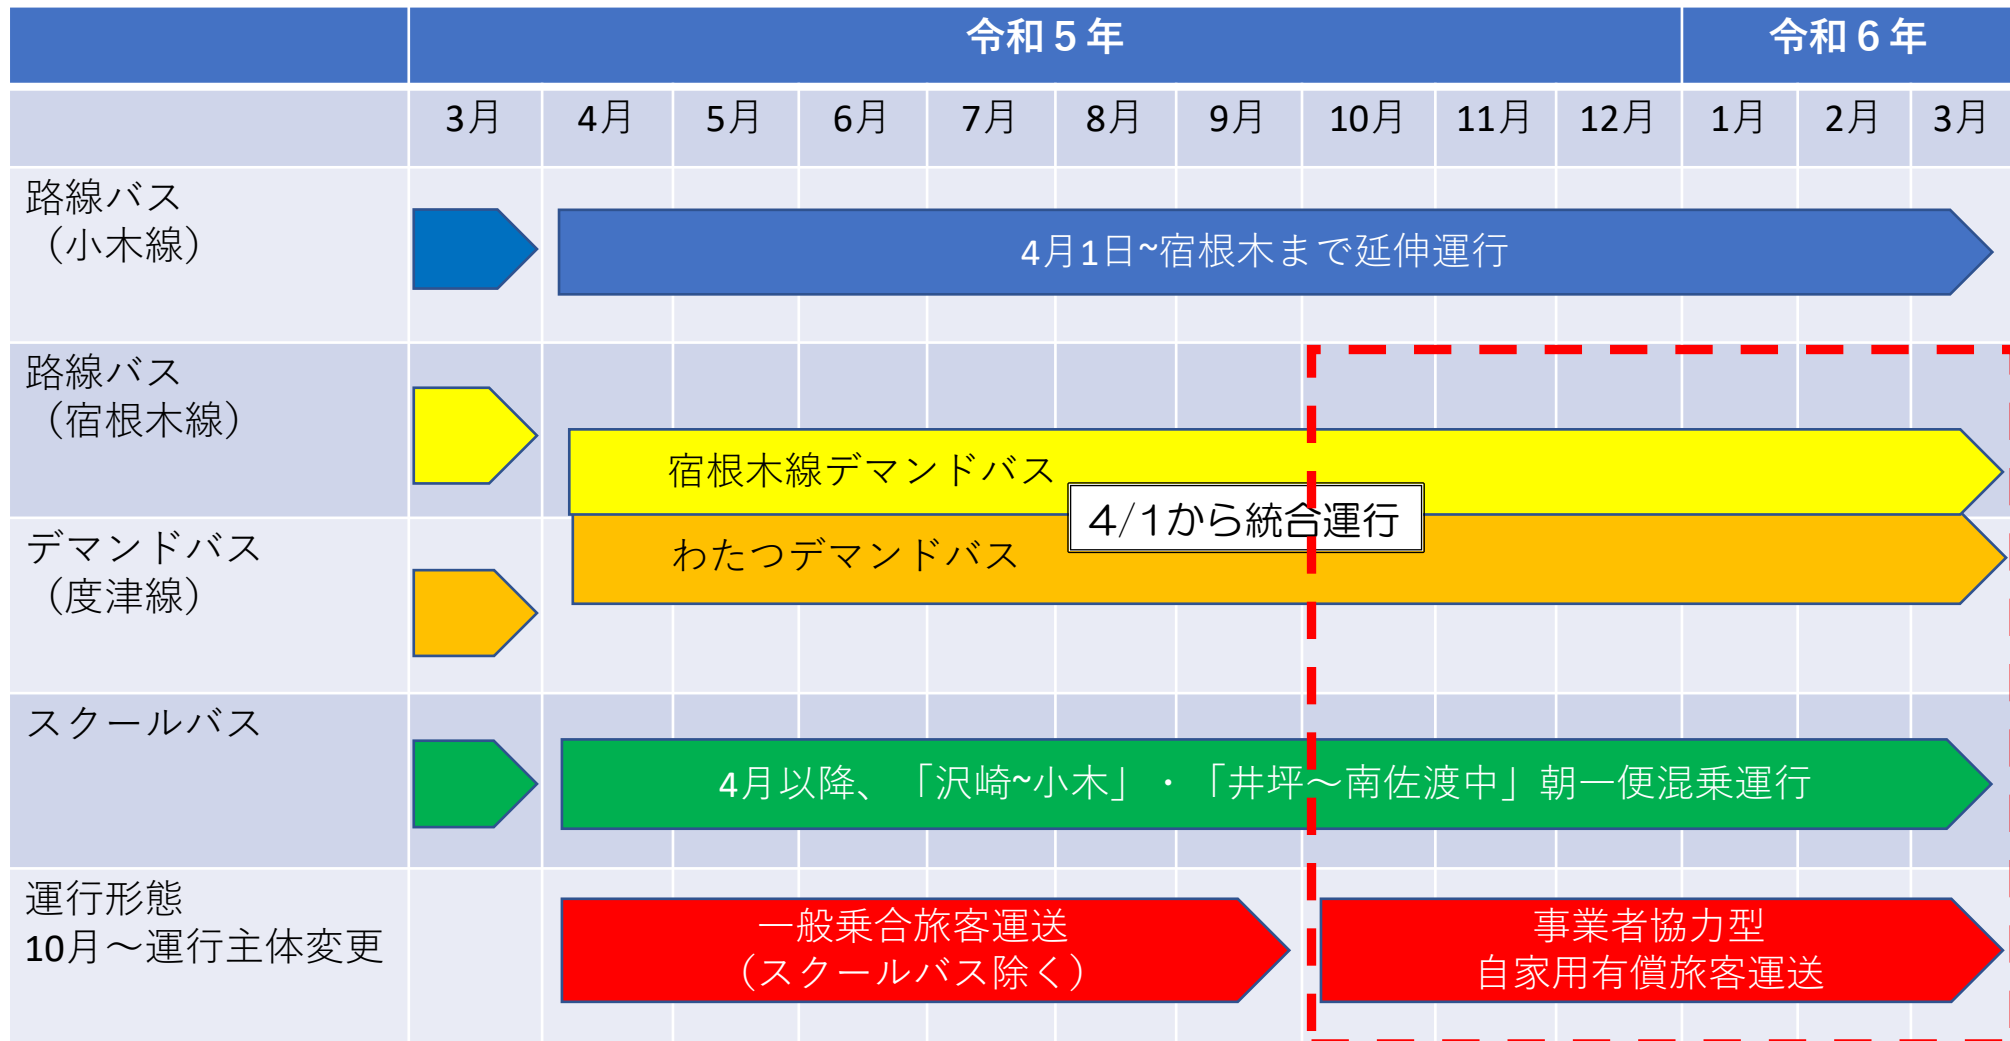 令和５年
令和６年
3月
4月
5月
6月
7月
8月
9月
10月
11月
12月
1月
2月
3月
路線バス
（小木線）
4月1日~宿根木まで延伸運行
路線バス
（宿根木線）
宿根木線デマンドバス
4/1から統合運行
デマンドバス
（度津線）
わたつデマンドバス
スクールバス
4月以降、「沢崎~小木」・「井坪～南佐渡中」朝一便混乗運行
運行形態
10月～運行主体変更
一般乗合旅客運送
（スクールバス除く）
事業者協力型
自家用有償旅客運送